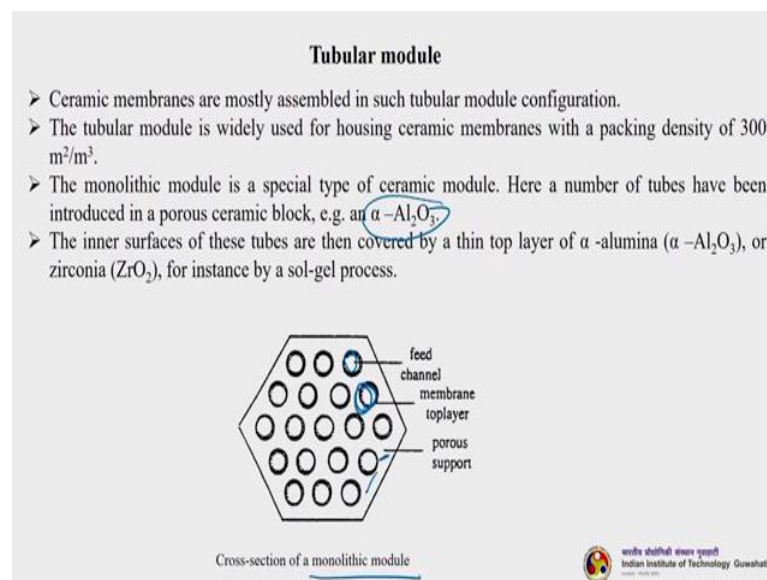 Tubular module
➢ Ceramic membranes are mostly assembled in such tubular module configuration.
➢ The tubular module is widely used for housing ceramic membranes with a packing density of 300
m²/m³.
➢ The monolithic module is a special type of ceramic module. Here a number of tubes have been
introduced in a porous ceramic block, e.g. an α –Al₂O₃.
➢ The inner surfaces of these tubes are then covered by a thin top layer of α -alumina (α –Al₂O₃), or
zirconia (ZrO₂), for instance by a sol-gel process.
feed
channel
membrane
toplayer
porous
support
Cross-section of a monolithic module
भारतीय प्रौद्योगिकी संस्थान गुवाहाटी
Indian Institute of Technology Guwahati